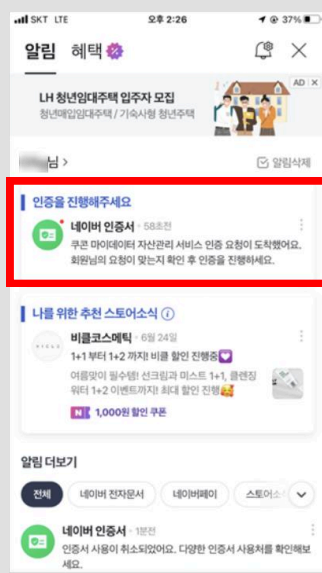 SKT LTE 오후 2:26 37%
알림 혜택
AD X
LH 청년임대주택 입주자 모집
청년매입임대주택 / 기숙사형 청년주택
님 > 알림삭제
인증을 진행해주세요
네이버 인증서 · 58초전
쿠콘 마이데이터 자산관리 서비스 인증 요청이 도착했어요.
회원님의 요청이 맞는지 확인 후 인증을 진행하세요.
나를 위한 추천 스토어소식
비클코스메틱 · 6월 24일
1+1 부터 1+2 까지! 비클 할인 진행중
여름맞이 필수템! 선크림과 미스트 1+1, 클렌징
워터 1+2 이벤트까지! 최대 할인 진행
N 1,000원 할인 쿠폰
알림 더보기
전체 네이버 전자문서 네이버페이 스토어소
네이버 인증서 · 1분전
인증서 사용이 취소되었어요. 다양한 인증서 사용처를 확인해보
세요.